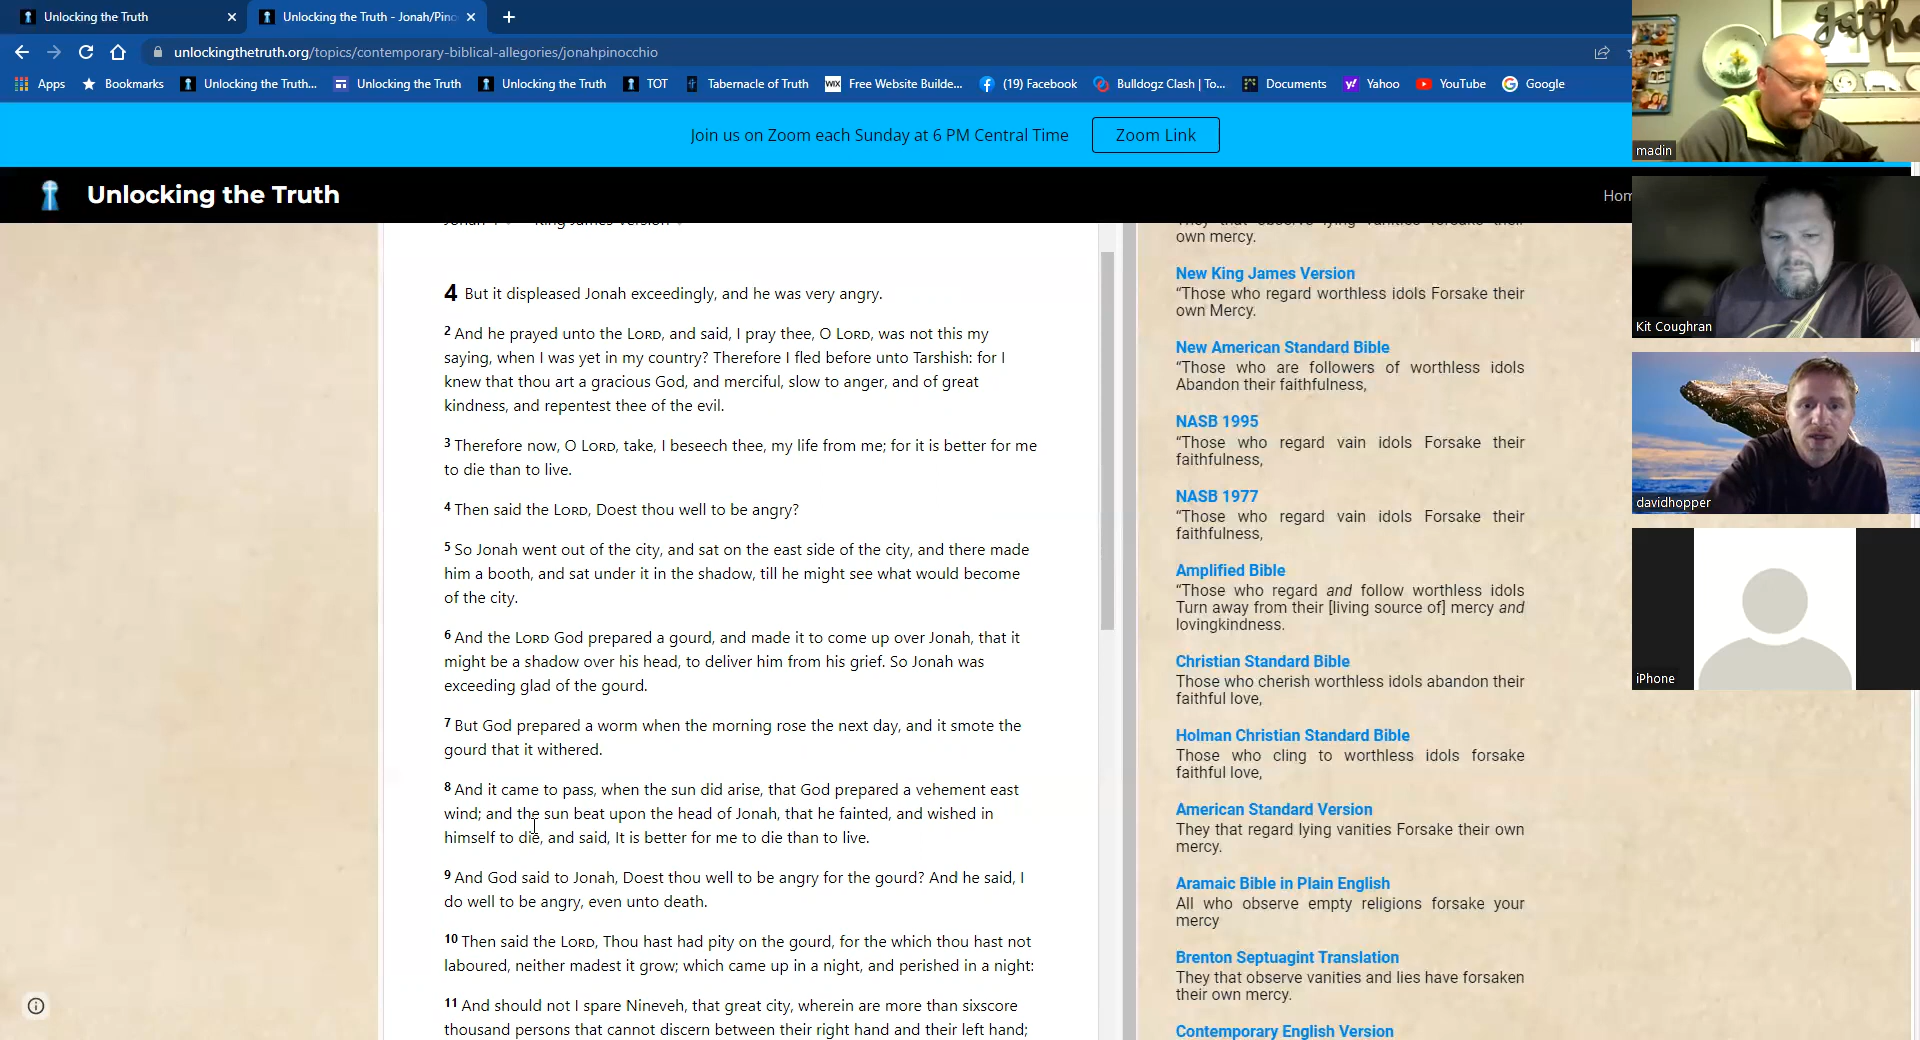 Unlocking the Truth
Unlocking the Truth - Jonah/Pino
unlockingthetruth.org/topics/contemporary-biblical-allegories/jonahpinocchio
Apps Bookmarks Unlocking the Truth... Unlocking the Truth Unlocking the Truth TOT Tabernacle of Truth WIX Free Website Builde... (19) Facebook Bulldogz Clash | To... Documents Yahoo YouTube Google
Join us on Zoom each Sunday at 6 PM Central Time Zoom Link
Unlocking the Truth
Hom
4 But it displeased Jonah exceedingly, and he was very angry.
2 And he prayed unto the LORD, and said, I pray thee, O LORD, was not this my
saying, when I was yet in my country? Therefore I fled before unto Tarshish: for I
knew that thou art a gracious God, and merciful, slow to anger, and of great
kindness, and repentest thee of the evil.
3 Therefore now, O LORD, take, I beseech thee, my life from me; for it is better for me
to die than to live.
4 Then said the LORD, Doest thou well to be angry?
5 So Jonah went out of the city, and sat on the east side of the city, and there made
him a booth, and sat under it in the shadow, till he might see what would become
of the city.
6 And the LORD God prepared a gourd, and made it to come up over Jonah, that it
might be a shadow over his head, to deliver him from his grief. So Jonah was
exceeding glad of the gourd.
7 But God prepared a worm when the morning rose the next day, and it smote the
gourd that it withered.
8 And it came to pass, when the sun did arise, that God prepared a vehement east
wind; and the sun beat upon the head of Jonah, that he fainted, and wished in
himself to die, and said, It is better for me to die than to live.
9 And God said to Jonah, Doest thou well to be angry for the gourd? And he said, I
do well to be angry, even unto death.
10 Then said the LORD, Thou hast had pity on the gourd, for the which thou hast not
laboured, neither madest it grow; which came up in a night, and perished in a night:
11 And should not I spare Nineveh, that great city, wherein are more than sixscore
thousand persons that cannot discern between their right hand and their left hand;
own mercy.
New King James Version
“Those who regard worthless idols Forsake their
own Mercy.
New American Standard Bible
“Those who are followers of worthless idols
Abandon their faithfulness,
NASB 1995
“Those who regard vain idols Forsake their
faithfulness,
NASB 1977
“Those who regard vain idols Forsake their
faithfulness,
Amplified Bible
“Those who regard and follow worthless idols
Turn away from their [living source of] mercy and
lovingkindness.
Christian Standard Bible
Those who cherish worthless idols abandon their
faithful love,
Holman Christian Standard Bible
Those who cling to worthless idols forsake
faithful love,
American Standard Version
They that regard lying vanities Forsake their own
mercy.
Aramaic Bible in Plain English
All who observe empty religions forsake your
mercy
Brenton Septuagint Translation
They that observe vanities and lies have forsaken
their own mercy.
Contemporary English Version
gathe
madin
Kit Coughran
davidhopper
iPhone